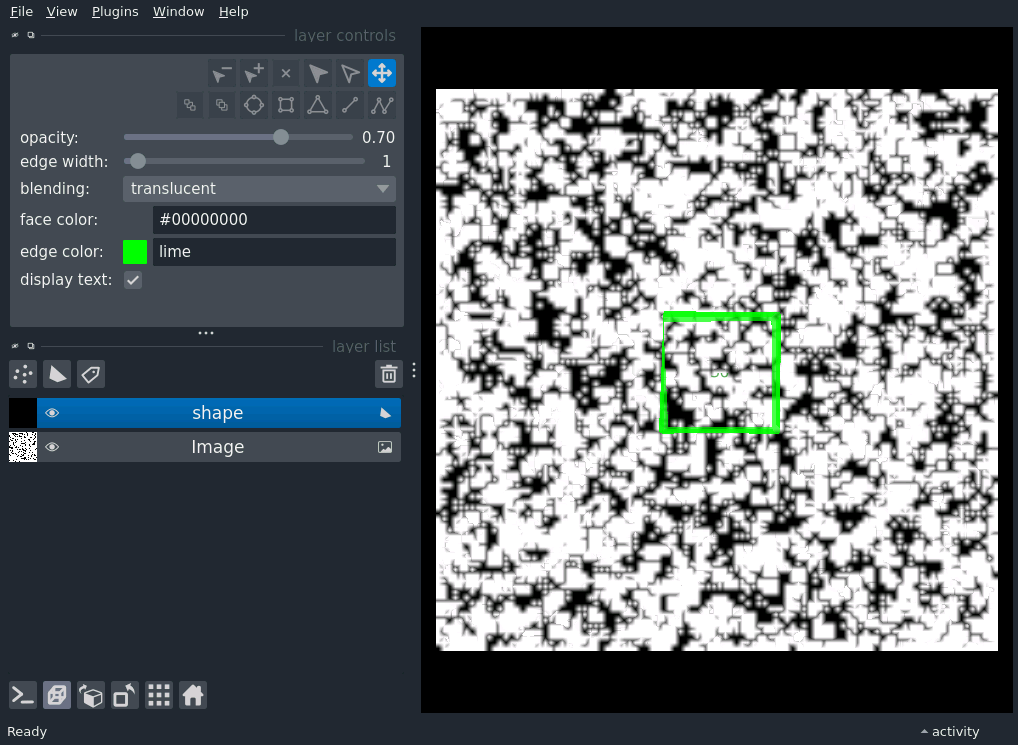 File View Plugins Window Help
layer controls
opacity: 0.70
edge width: 1
blending: translucent
face color: #00000000
edge color: lime
display text:
layer list
shape
Image
Ready
activity